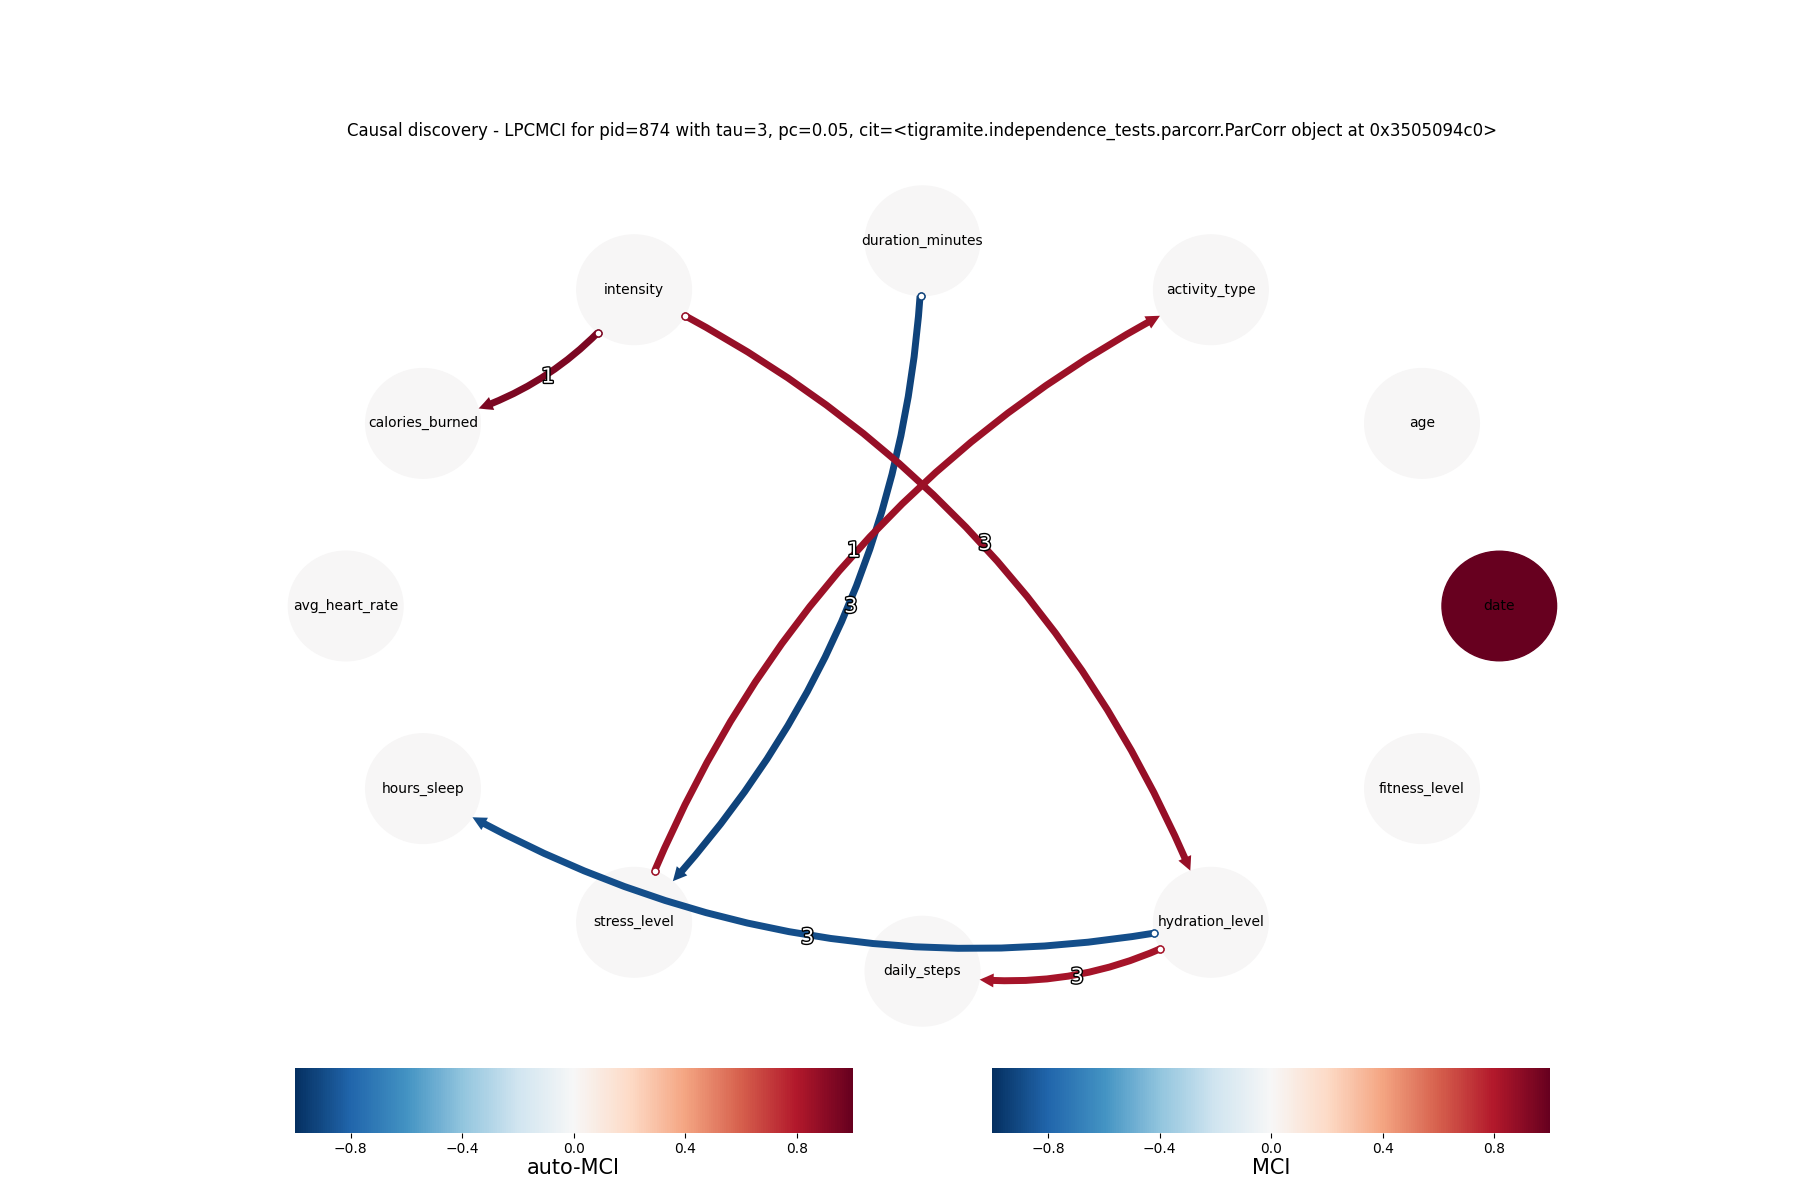 Causal discovery - LPCMCI for pid=874 with tau=3, pc=0.05, cit=<tigramite.independence_tests.parcorr.ParCorr object at 0x3505094c0>
duration_minutes
intensity
activity_type
1
calories_burned
age
3
1
3
avg_heart_rate
date
hours_sleep
fitness_level
stress_level
hydration_level
3
daily_steps
3
−0.8 −0.4 0.0 0.4 0.8
auto-MCI
−0.8 −0.4 0.0 0.4 0.8
MCI